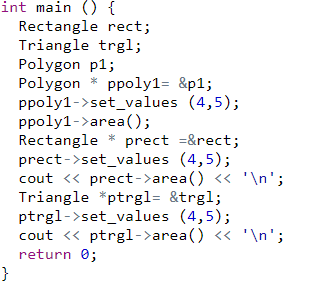 int main () {
  Rectangle rect;
  Triangle trgl;
  Polygon p1;
  Polygon * ppoly1= &p1;
  ppoly1->set_values (4,5);
  ppoly1->area();
  Rectangle * prect =&rect;
  prect->set_values (4,5);
  cout << prect->area() << '\n';
  Triangle *ptrgl= &trgl;
  ptrgl->set_values (4,5);
  cout << ptrgl->area() << '\n';
  return 0;
}